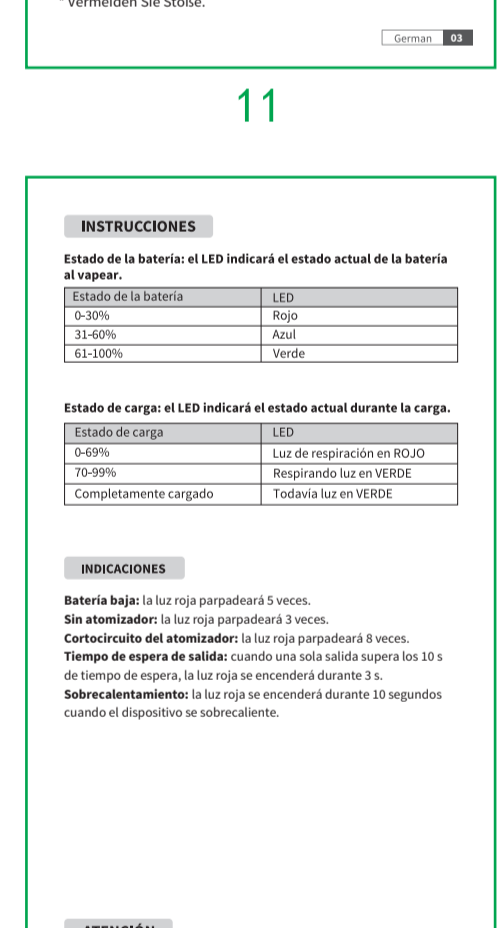 * Vermeiden Sie Stöße.
German 03
11
INSTRUCCIONES
Estado de la batería: el LED indicará el estado actual de la batería
al vapear.
Estado de la batería LED
0-30% Rojo
31-60% Azul
61-100% Verde
Estado de carga: el LED indicará el estado actual durante la carga.
Estado de carga LED
0-69% Luz de respiración en ROJO
70-99% Respirando luz en VERDE
Completamente cargado Todavía luz en VERDE
INDICACIONES
Batería baja: la luz roja parpadeará 5 veces.
Sin atomizador: la luz roja parpadeará 3 veces.
Cortocircuito del atomizador: la luz roja parpadeará 8 veces.
Tiempo de espera de salida: cuando una sola salida supera los 10 s
de tiempo de espera, la luz roja se encenderá durante 3 s.
Sobrecalentamiento: la luz roja se encenderá durante 10 segundos
cuando el dispositivo se sobrecaliente.
ATENCIÓN